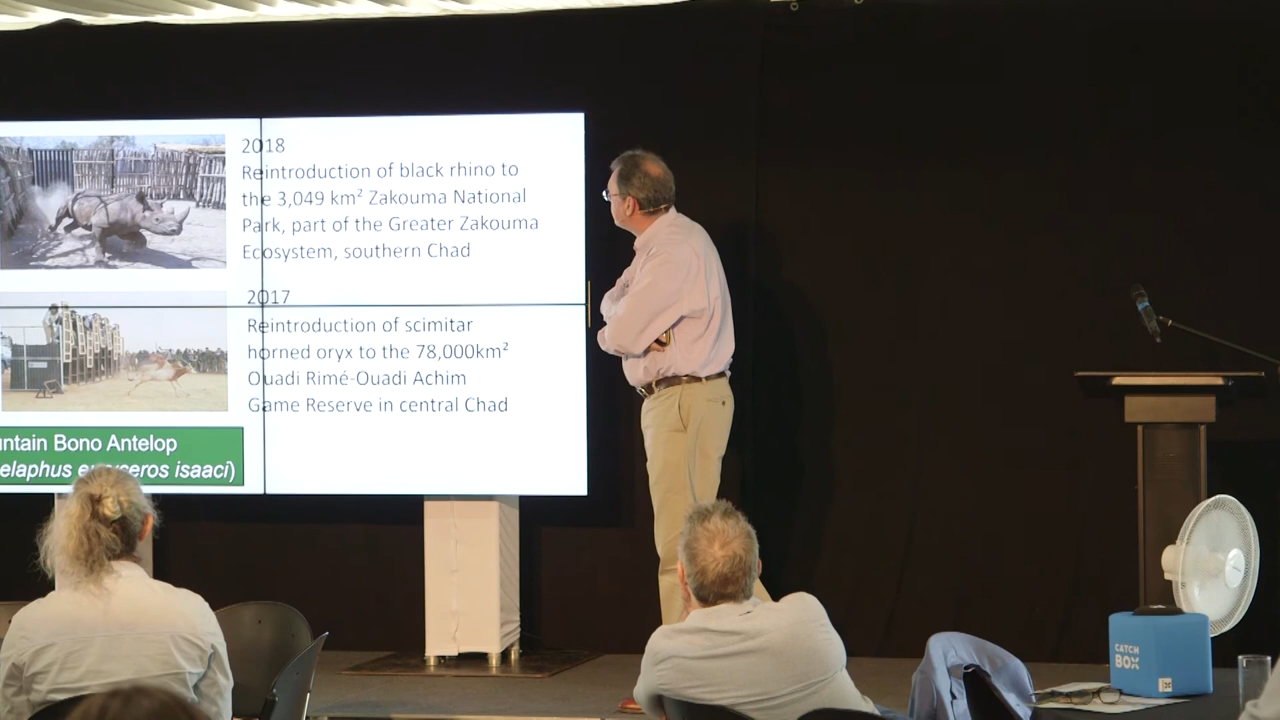 2018
Reintroduction of black rhino to
the 3,049 km² Zakouma National
Park, part of the Greater Zakouma
Ecosystem, southern Chad
2017
Reintroduction of scimitar
horned oryx to the 78,000km²
Ouadi Rimé-Ouadi Achim
Game Reserve in central Chad
untain Bono Antelop
elaphus euryceros isaaci)
CATCH
BOX